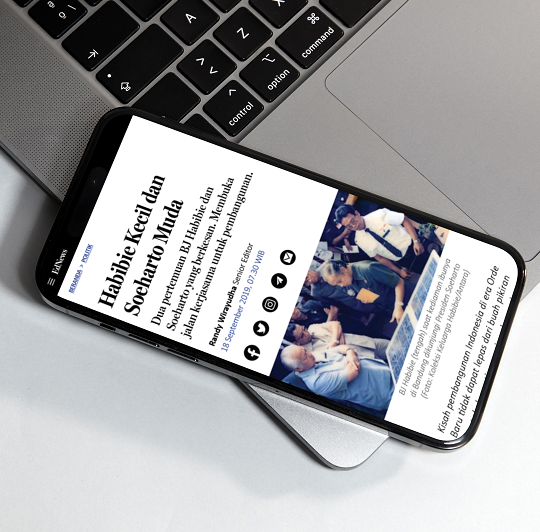 A
Z
⌘
command
< >
option
control
EdNews
BERANDA > POLITIK
Habibie Kecil dan
Soeharto Muda
Dua pertemuan BJ Habibie dan
Soeharto yang berkesan. Membuka
jalan kerjasama untuk pembangunan.
Randy Wirayudha Senior Editor
18 September 2019, 07.30 WIB
BJ Habibie (tengah) saat kediaman ibunya
di Bandung dikunjungi Presiden Soeharto
(Foto: Koleksi Keluarga Habibie/Antara)
Kisah pembangunan Indonesia di era Orde
Baru tidak dapat lepas dari buah pikiran